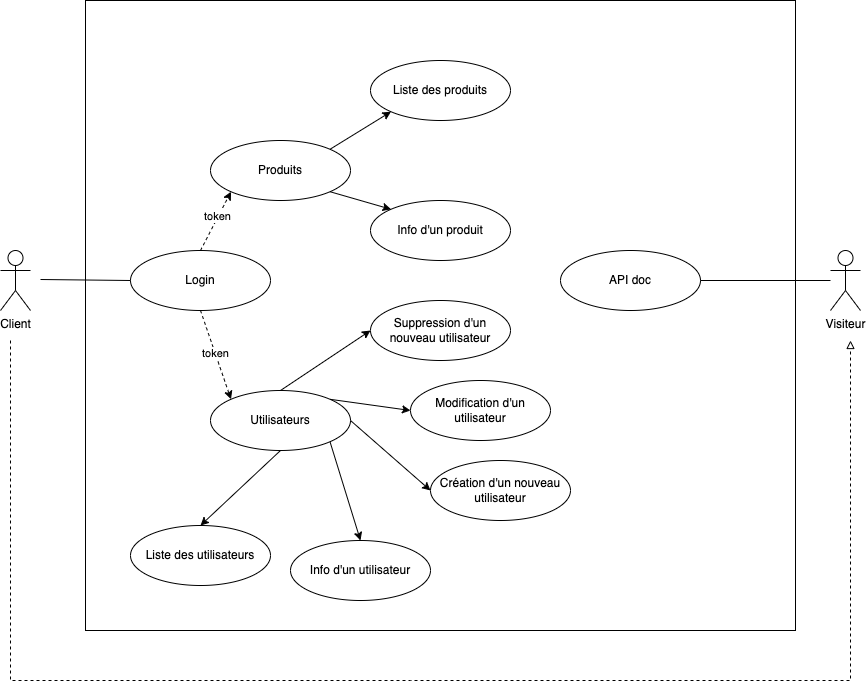 Liste des produits
Produits
token
Info d'un produit
Login
API doc
Client
Visiteur
Suppression d'un
nouveau utilisateur
token
Modification d'un
utilisateur
Utilisateurs
Création d'un nouveau
utilisateur
Liste des utilisateurs
Info d'un utilisateur